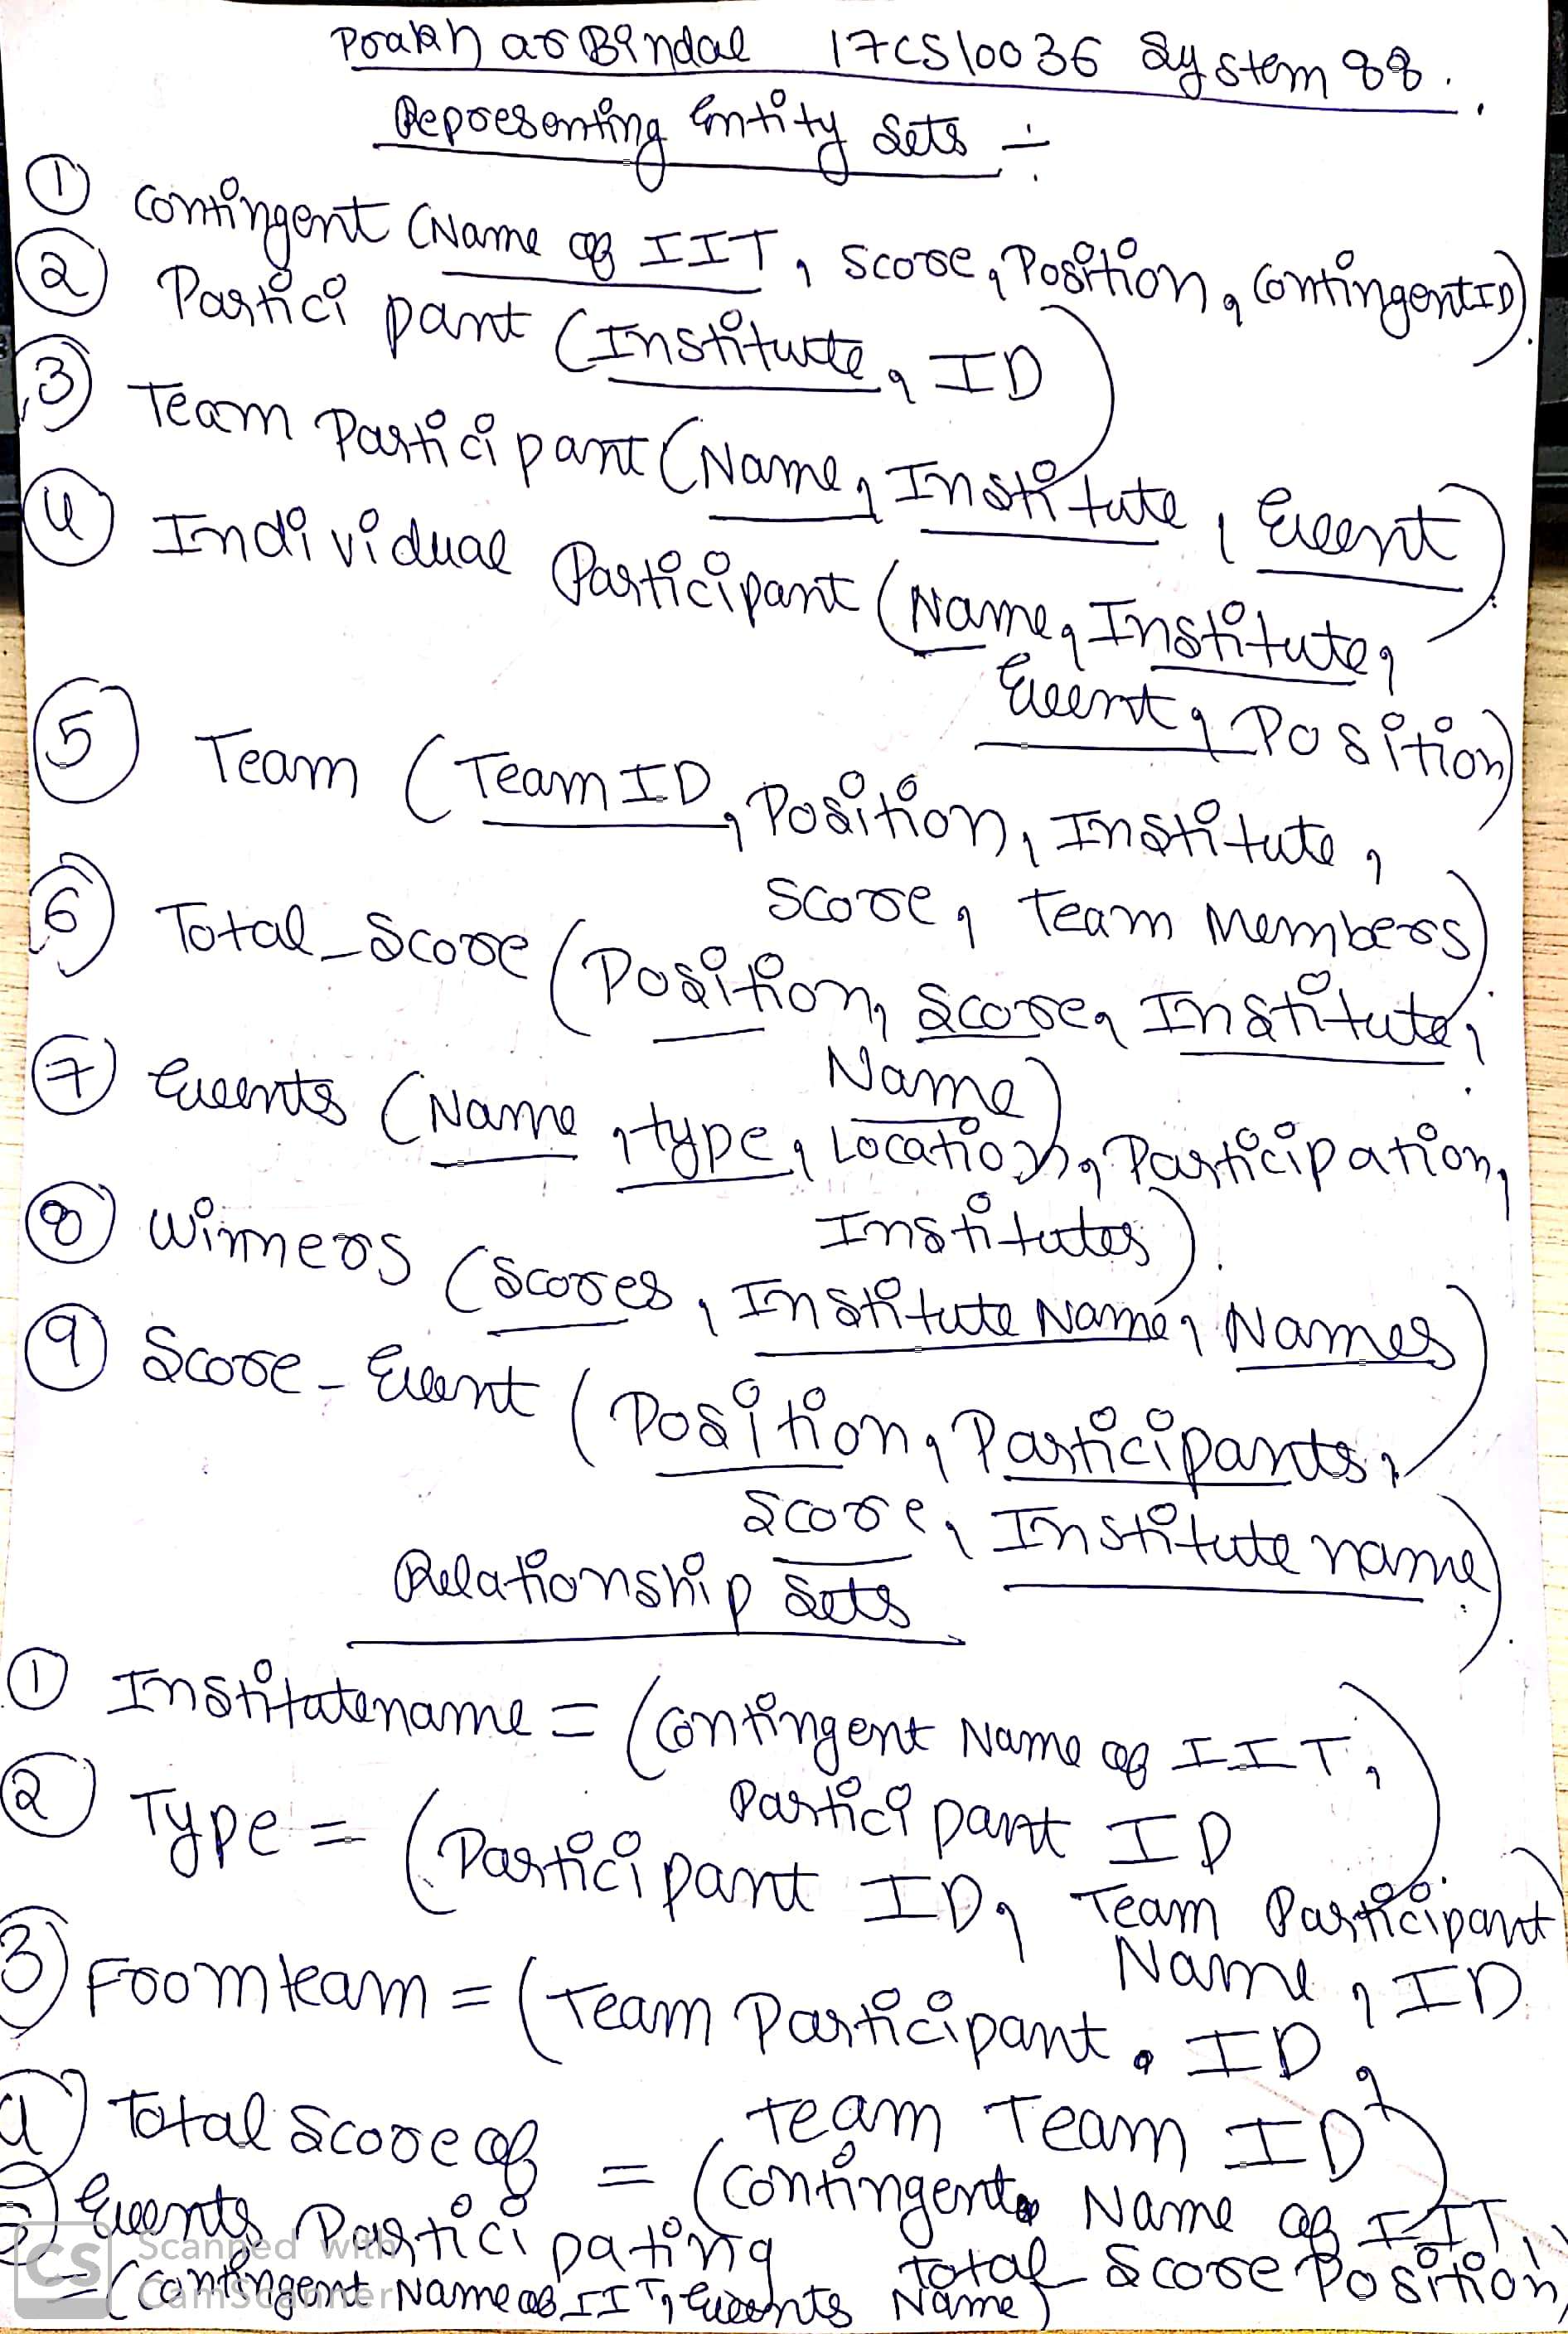 Prakhar Bindal 17CS10036 System 88.
Representing Entity Sets :-
① Contingent (Name of IIT, Score, Position, ContingentID)
② Participant (Institute, ID)
③ Team Participant (Name, Institute, Event)
④ Individual Participant (Name, Institute,
Event, Position)
⑤ Team (Team ID, Position, Institute,
Score, Team Members)
⑥ Total_Score (Position, Score, Institute,
Name)
⑦ Events (Name, type, Location, Participation,
Institutes)
⑧ Winners (Scores, Institute Name, Names)
⑨ Score-Event (Position, Participants,
Score, Institute name)
Relationship Sets
① Institutename = (Contingent Name of IIT,
Participant ID)
② Type = (Participant ID, Team Participant
Name, ID)
③ Fromteam = (Team Participant. ID,
Team Team ID)
④ Total Score of = (Contingent Name of IIT,
Total_Score Position)
⑤ Events Participating
= (Contingent Name of IIT, Events Name)
CS Scanned with
CamScanner